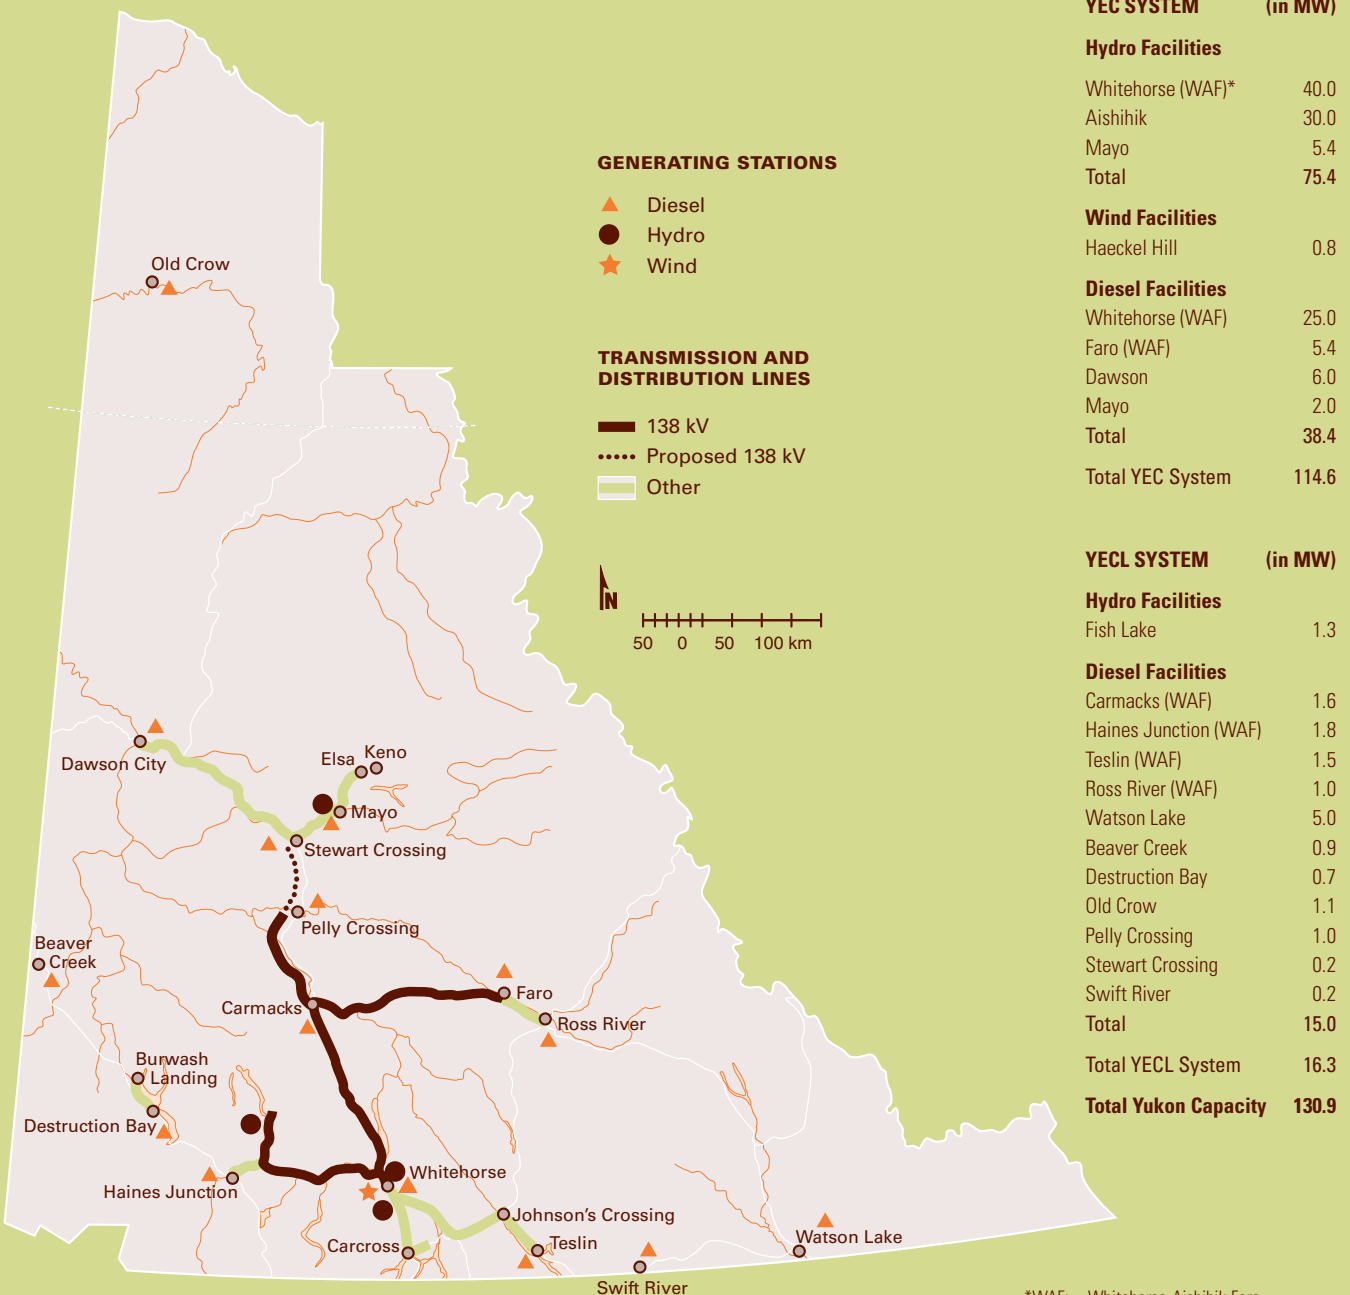 YEC SYSTEM (in MW)
Hydro Facilities
Whitehorse (WAF)* 40.0
Aishihik 30.0
Mayo 5.4
Total 75.4
Wind Facilities
Haeckel Hill 0.8
Diesel Facilities
Whitehorse (WAF) 25.0
Faro (WAF) 5.4
Dawson 6.0
Mayo 2.0
Total 38.4
Total YEC System 114.6
YECL SYSTEM (in MW)
Hydro Facilities
Fish Lake 1.3
Diesel Facilities
Carmacks (WAF) 1.6
Haines Junction (WAF) 1.8
Teslin (WAF) 1.5
Ross River (WAF) 1.0
Watson Lake 5.0
Beaver Creek 0.9
Destruction Bay 0.7
Old Crow 1.1
Pelly Crossing 1.0
Stewart Crossing 0.2
Swift River 0.2
Total 15.0
Total YECL System 16.3
Total Yukon Capacity 130.9
*WAF: Whitehorse-Aishihik-Faro
GENERATING STATIONS
Diesel
Hydro
Wind
TRANSMISSION AND
DISTRIBUTION LINES
138 kV
Proposed 138 kV
Other
N
50 0 50 100 km
Old Crow
Dawson City
Elsa
Keno
Mayo
Stewart Crossing
Pelly Crossing
Beaver
Creek
Carmacks
Faro
Ross River
Burwash
Landing
Destruction Bay
Haines Junction
Whitehorse
Johnson's Crossing
Carcross
Teslin
Watson Lake
Swift River